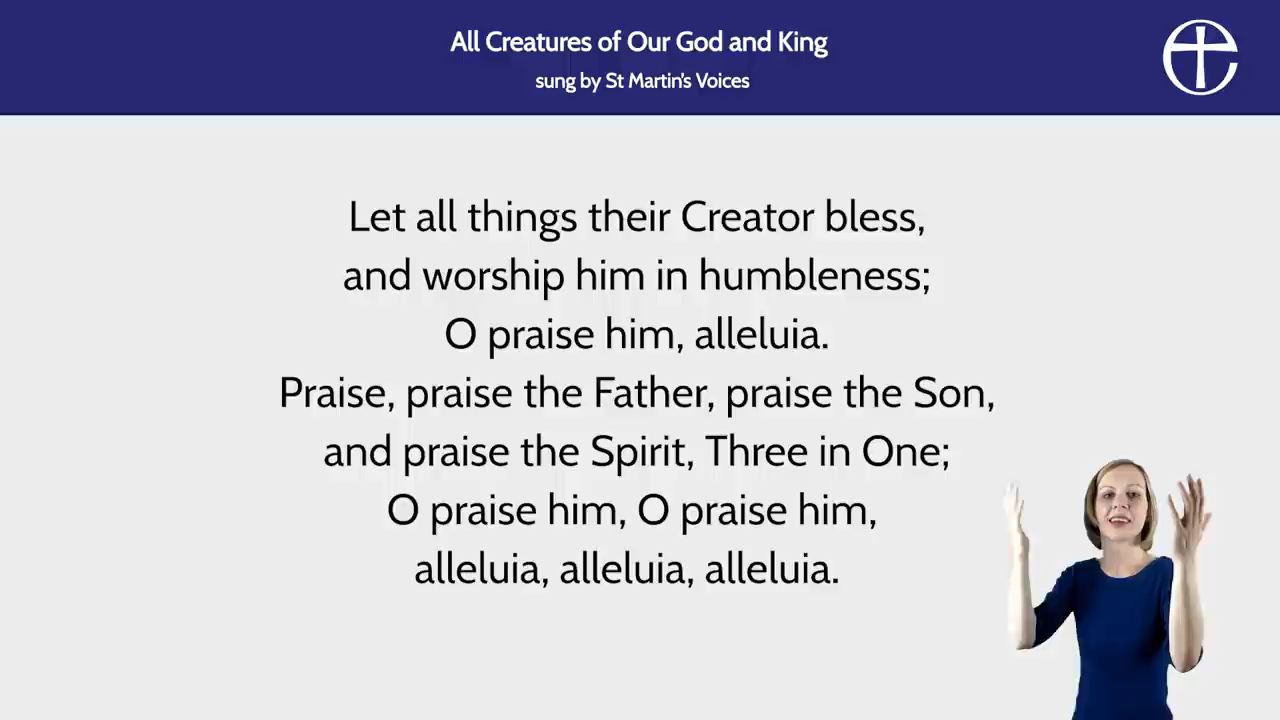 All Creatures of Our God and King
sung by St Martin's Voices
Let all things their Creator bless,
and worship him in humbleness;
O praise him, alleluia.
Praise, praise the Father, praise the Son,
and praise the Spirit, Three in One;
O praise him, O praise him,
alleluia, alleluia, alleluia.